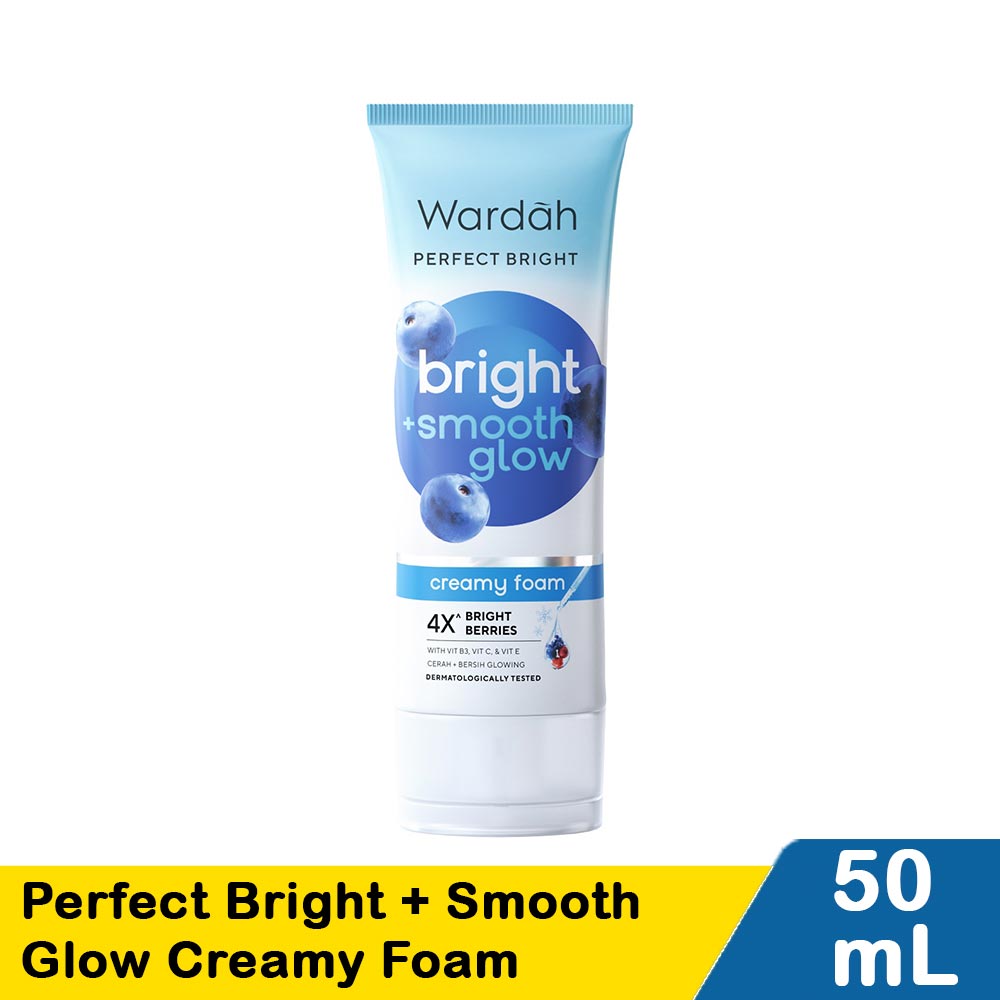 Wardãh
PERFECT BRIGHT
bright
+smooth
glow
creamy foam
4X^ BRIGHT
BERRIES
WITH VIT B3, VIT C, & VIT E
CERAH + BERSIH GLOWING
DERMATOLOGICALLY TESTED
Perfect Bright + Smooth
Glow Creamy Foam
50
mL